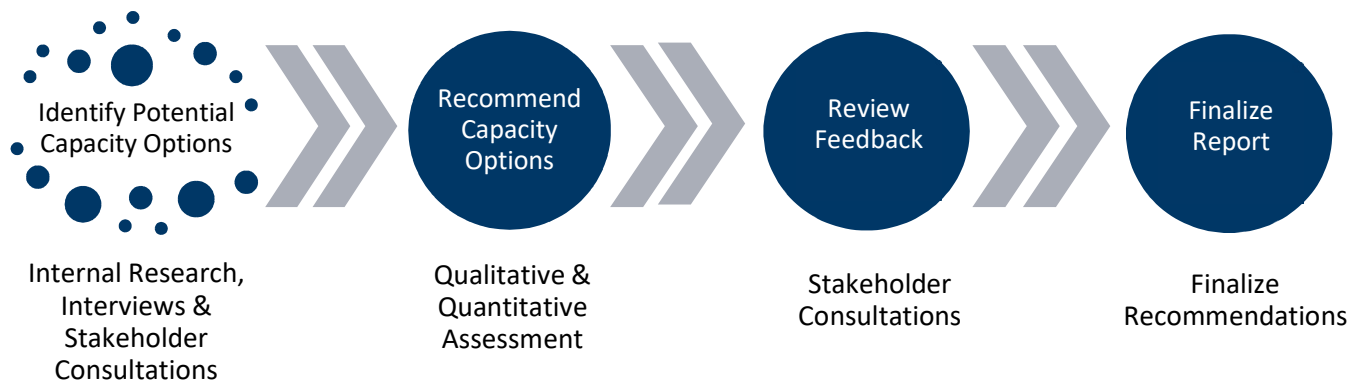 Identify Potential
Capacity Options
Recommend
Capacity
Options
Review
Feedback
Finalize
Report
Internal Research,
Interviews &
Stakeholder
Consultations
Qualitative &
Quantitative
Assessment
Stakeholder
Consultations
Finalize
Recommendations